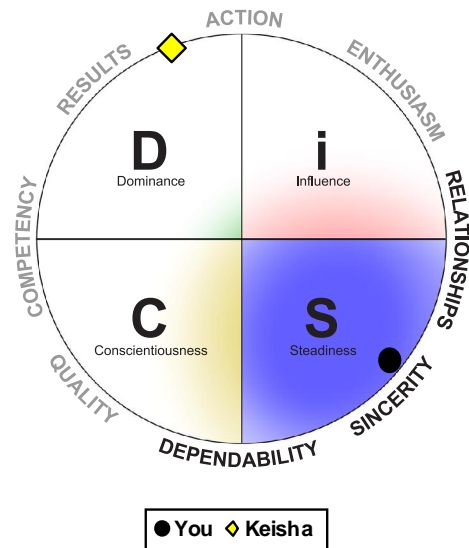 ACTION
RESULTS
ENTHUSIASM
D
Dominance
i
Influence
COMPETENCY
RELATIONSHIPS
C
Conscientiousness
S
Steadiness
QUALITY
SINCERITY
DEPENDABILITY
You Keisha